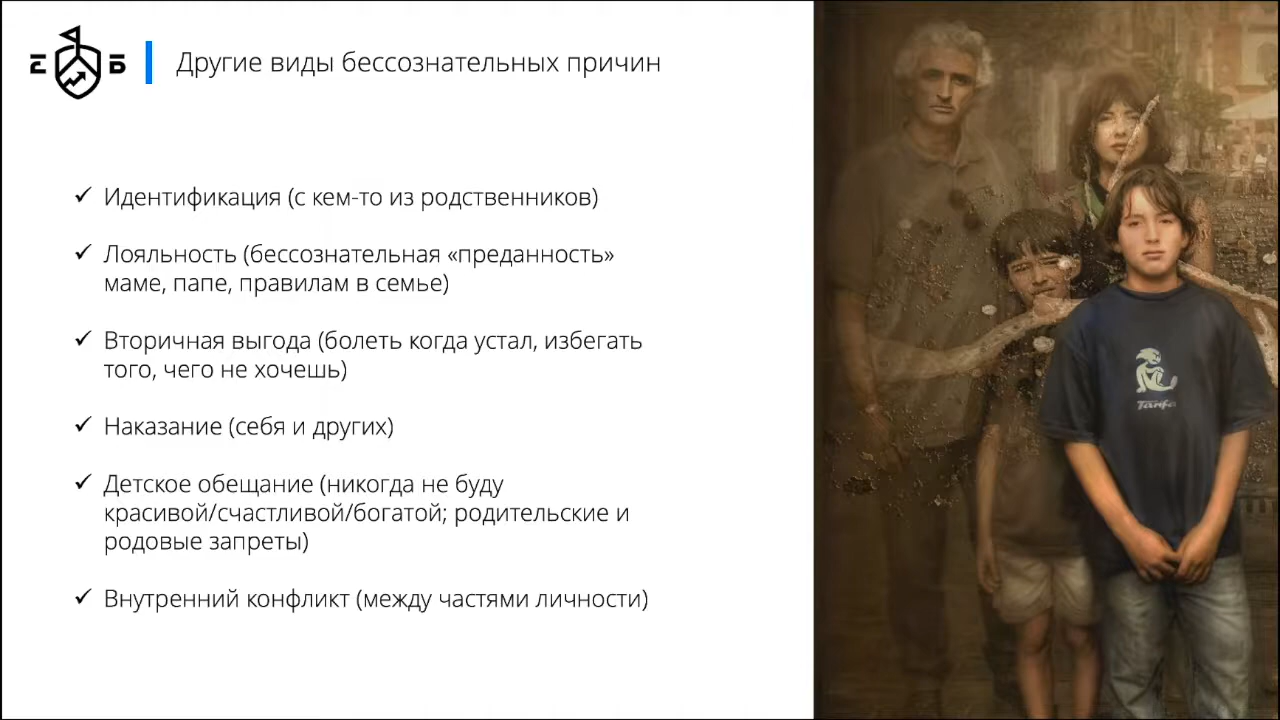 Е Б
Другие виды бессознательных причин
✓ Идентификация (с кем-то из родственников)
✓ Лояльность (бессознательная «преданность»
маме, папе, правилам в семье)
✓ Вторичная выгода (болеть когда устал, избегать
того, чего не хочешь)
✓ Наказание (себя и других)
✓ Детское обещание (никогда не буду
красивой/счастливой/богатой; родительские и
родовые запреты)
✓ Внутренний конфликт (между частями личности)
Tarifa